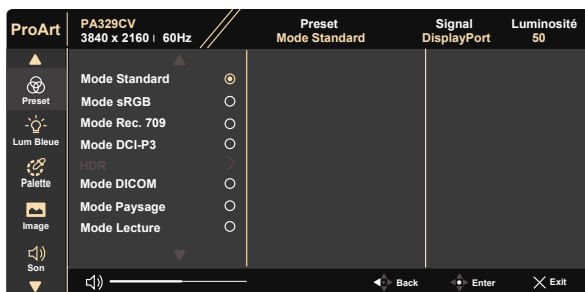 ProArt
PA329CV
3840 x 2160 60Hz
Preset
Mode Standard
Signal
DisplayPort
Luminosité
50
Preset
Lum Bleue
Palette
Image
Son
Mode Standard
Mode sRGB
Mode Rec. 709
Mode DCI-P3
HDR
Mode DICOM
Mode Paysage
Mode Lecture
Back
Enter
Exit